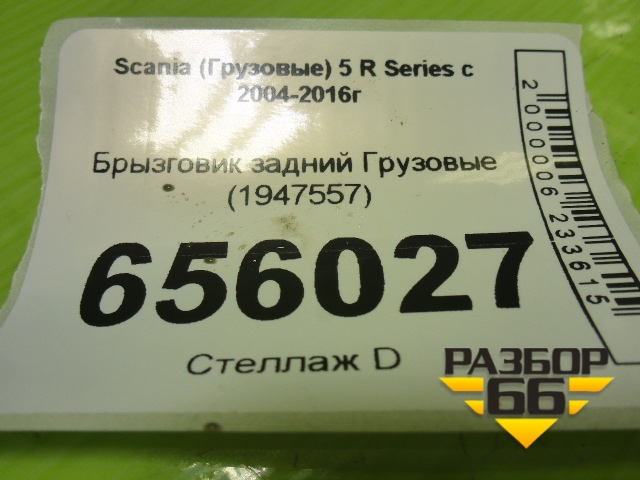 Scania (Грузовые) 5 R Series с
2004-2016г
Брызговик задний Грузовые
(1947557)
656027
Стеллаж D
2000006233615
РАЗБОР
66